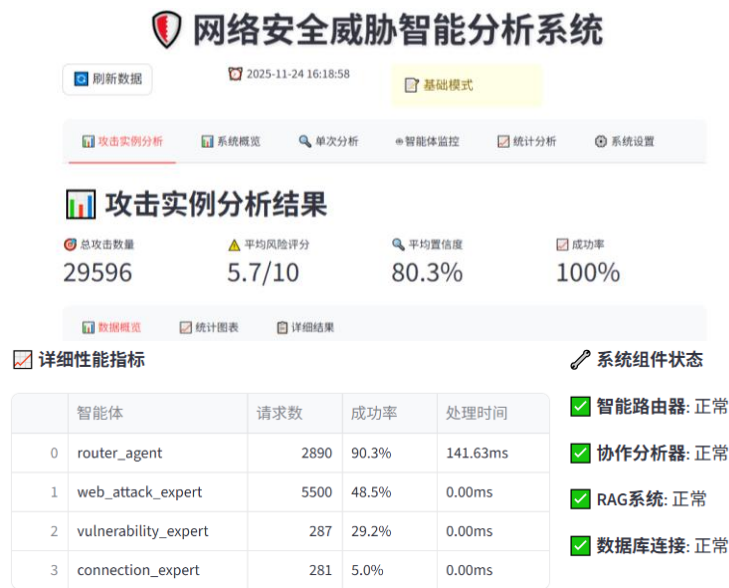 网络安全威胁智能分析系统
刷新数据
2025-11-24 16:18:58
基础模式
攻击实例分析 系统概览 单次分析 智能体监控 统计分析 系统设置
攻击实例分析结果
总攻击数量 平均风险评分 平均置信度 成功率
29596 5.7/10 80.3% 100%
数据概览 统计图表 详细结果
详细性能指标
智能体 请求数 成功率 处理时间
0 router_agent 2890 90.3% 141.63ms
1 web_attack_expert 5500 48.5% 0.00ms
2 vulnerability_expert 287 29.2% 0.00ms
3 connection_expert 281 5.0% 0.00ms
系统组件状态
智能路由器: 正常
协作分析器: 正常
RAG系统: 正常
数据库连接: 正常